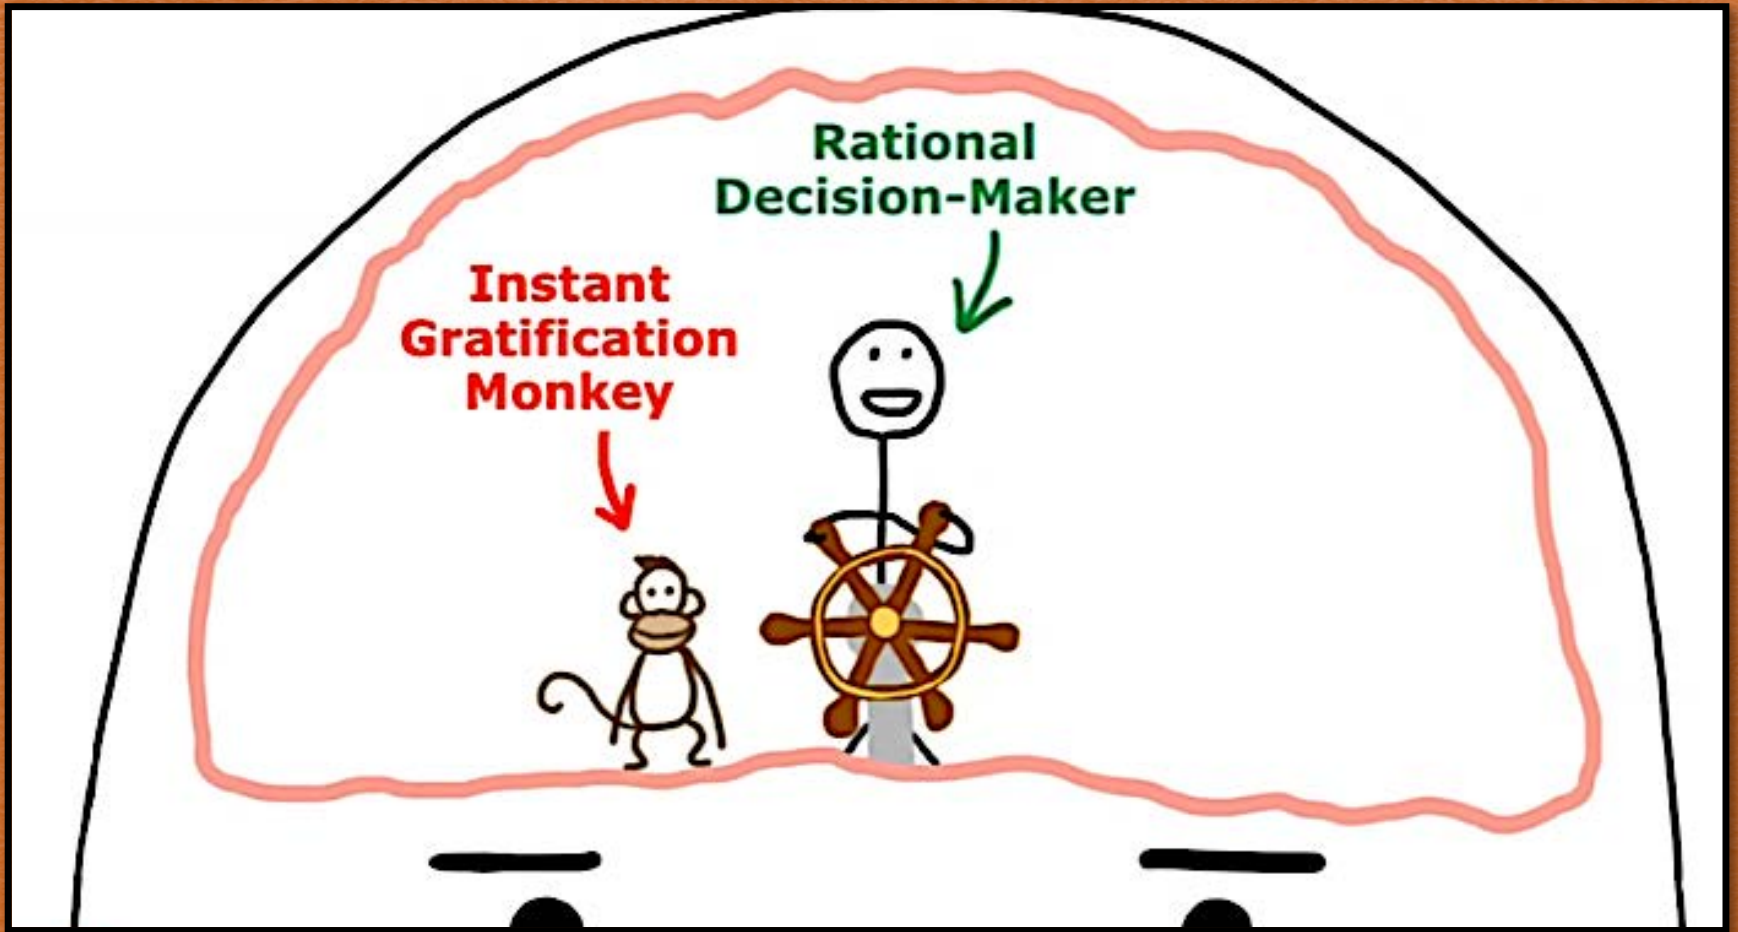 Rational
Decision-Maker
Instant
Gratification
Monkey